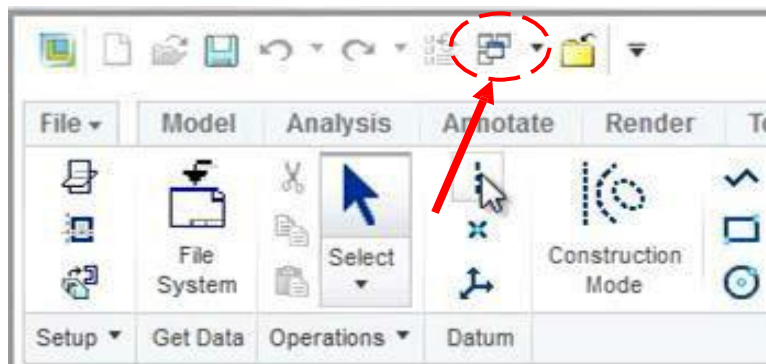 File Model Analysis Annotate Render
File
System
Select
Construction
Mode
Setup Get Data Operations Datum